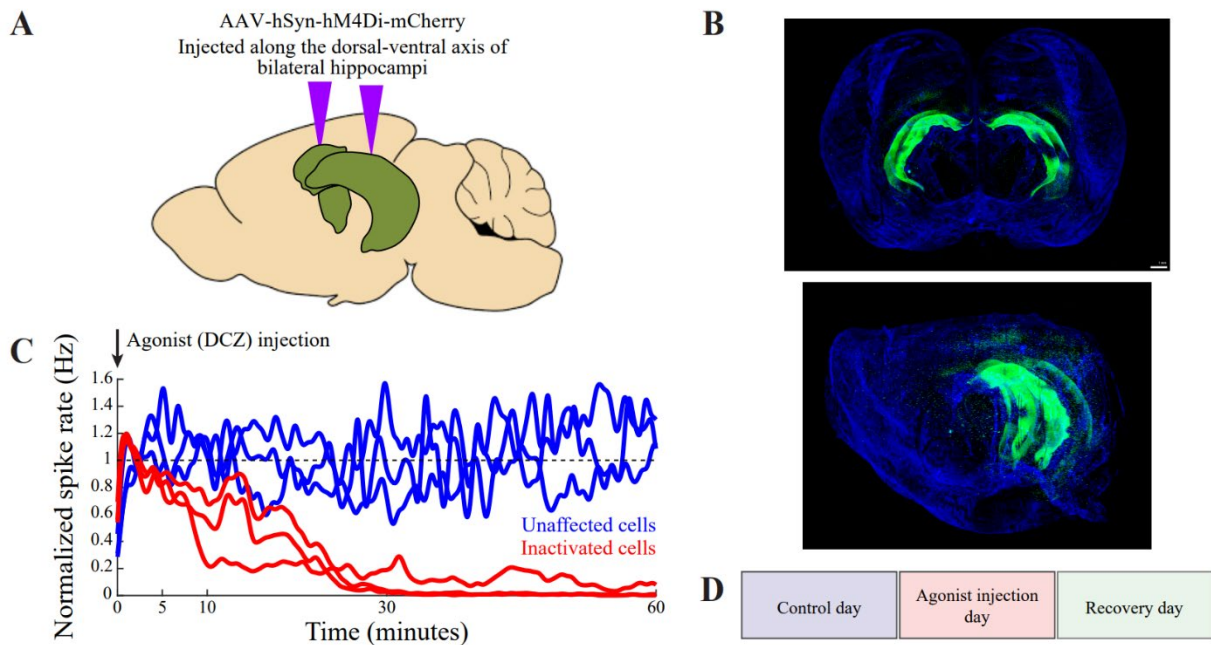 A
AAV-hSyn-hM4Di-mCherry
Injected along the dorsal-ventral axis of
bilateral hippocampi
B
C
Agonist (DCZ) injection
Normalized spike rate (Hz)
1.6
1.4
1.2
1
0.8
0.6
0.4
0.2
0
Unaffected cells
Inactivated cells
0
5
10
30
60
Time (minutes)
D
Control day
Agonist injection
day
Recovery day